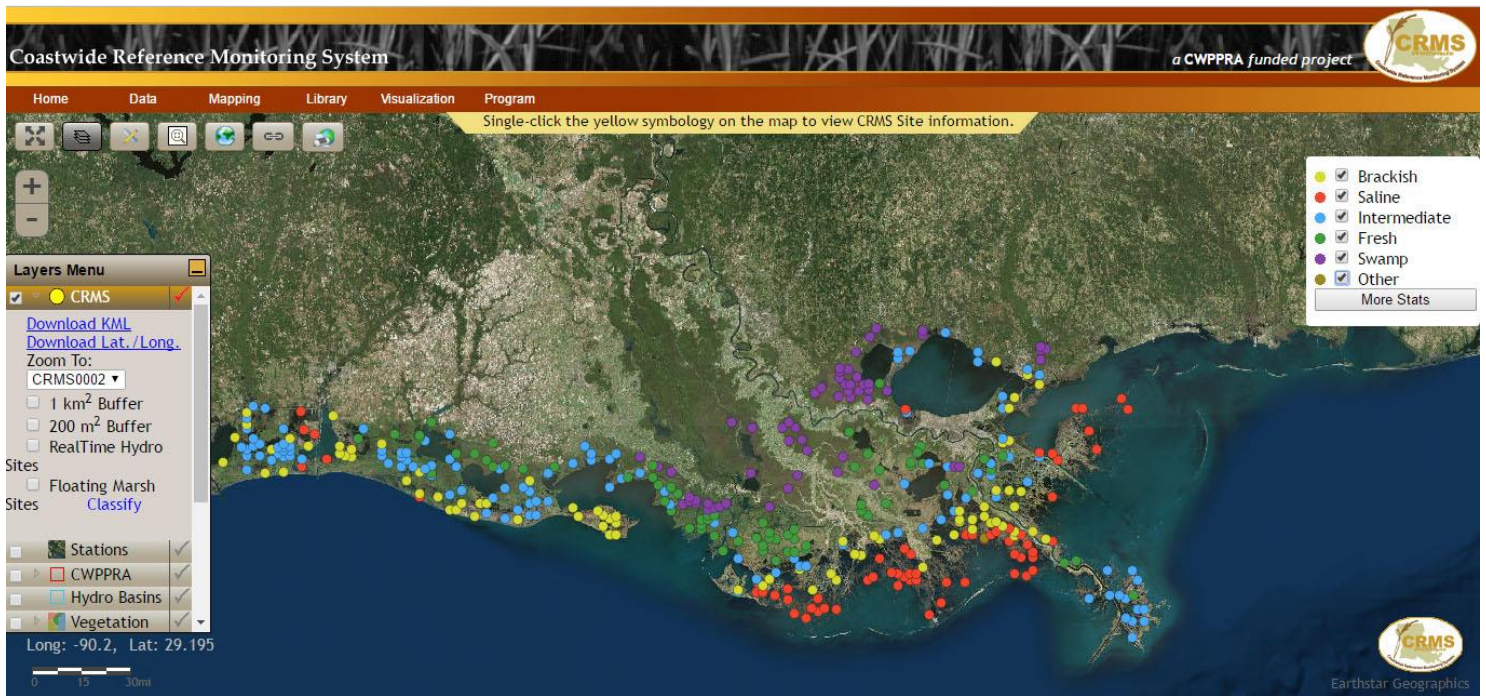 Coastwide Reference Monitoring System
a CWPPRA funded project
CRMS
Home Data Mapping Library Visualization Program
Single-click the yellow symbology on the map to view CRMS Site information.
+
−
Brackish
Saline
Intermediate
Fresh
Swamp
Other
More Stats
Layers Menu
CRMS
Download KML
Download Lat./Long.
Zoom To:
CRMS0002
1 km2 Buffer
200 m2 Buffer
RealTime Hydro
Sites
Floating Marsh
Sites Classify
Stations
CWPPRA
Hydro Basins
Vegetation
Long: -90.2, Lat: 29.195
0 15 30mi
CRMS
Earthstar Geographics